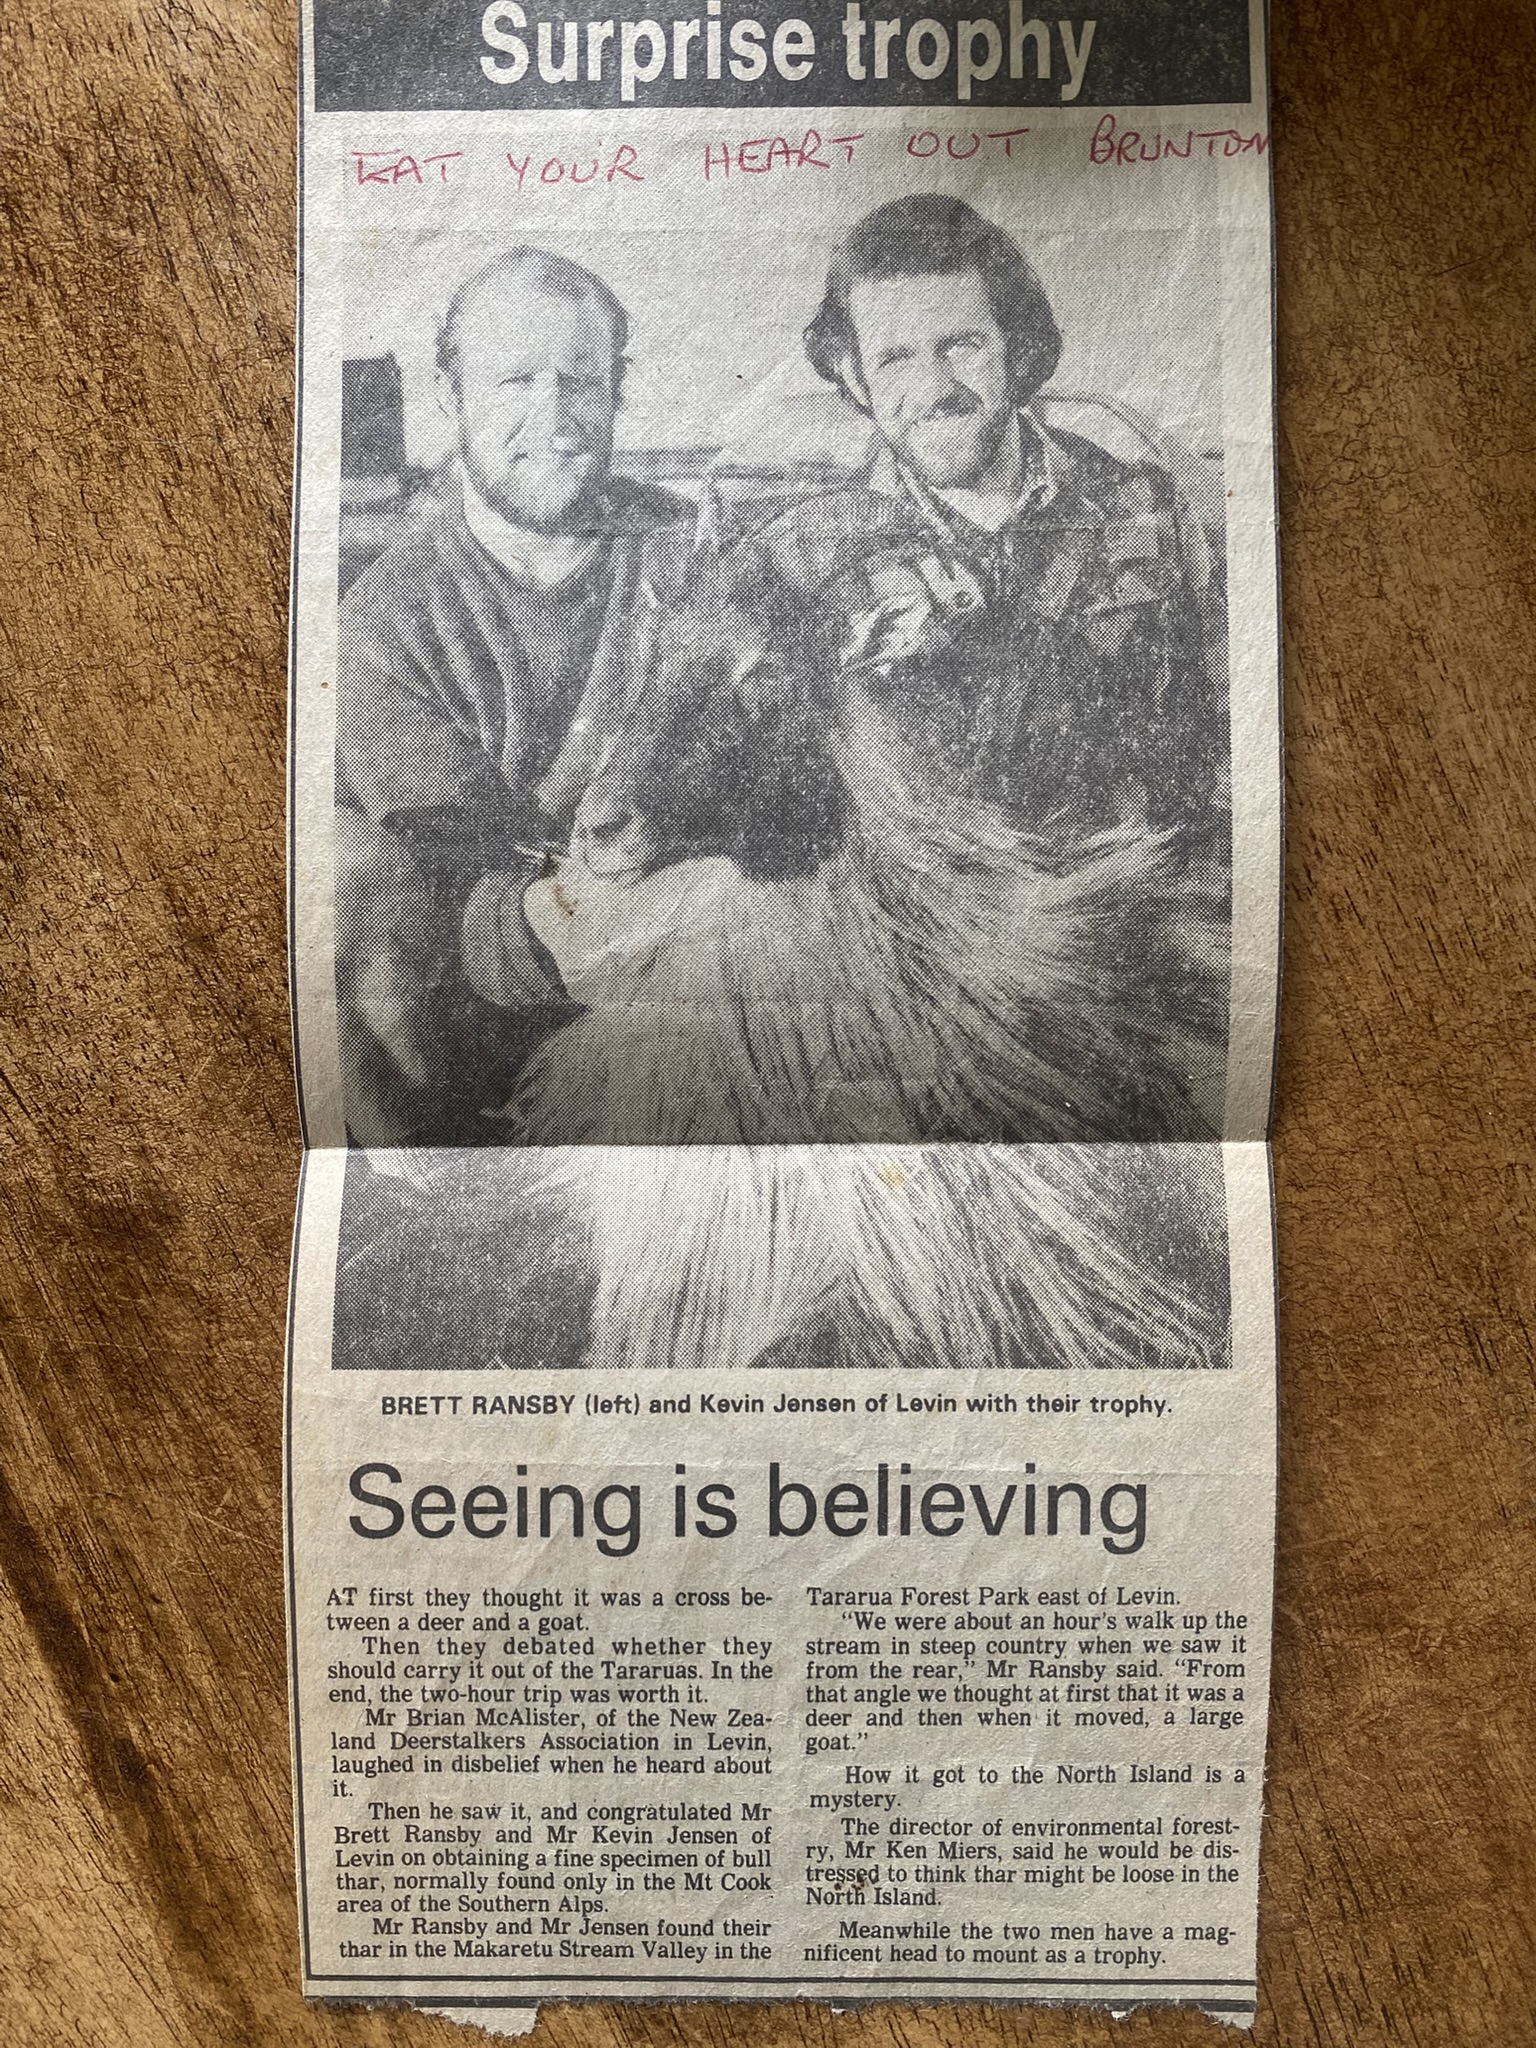 Surprise trophy
EAT YOUR HEART OUT BRUNTON
BRETT RANSBY (left) and Kevin Jensen of Levin with their trophy.
Seeing is believing
AT first they thought it was a cross be-
tween a deer and a goat.
Then they debated whether they
should carry it out of the Tararuas. In the
end, the two-hour trip was worth it.
Mr Brian McAlister, of the New Zea-
land Deerstalkers Association in Levin,
laughed in disbelief when he heard about
it.
Then he saw it, and congratulated Mr
Brett Ransby and Mr Kevin Jensen of
Levin on obtaining a fine specimen of bull
thar, normally found only in the Mt Cook
area of the Southern Alps.
Mr Ransby and Mr Jensen found their
thar in the Makaretu Stream Valley in the
Tararua Forest Park east of Levin.
"We were about an hour's walk up the
stream in steep country when we saw it
from the rear," Mr Ransby said. "From
that angle we thought at first that it was a
deer and then when it moved, a large
goat."
How it got to the North Island is a
mystery.
The director of environmental forest-
ry, Mr Ken Miers, said he would be dis-
tressed to think thar might be loose in the
North Island.
Meanwhile the two men have a mag-
nificent head to mount as a trophy.